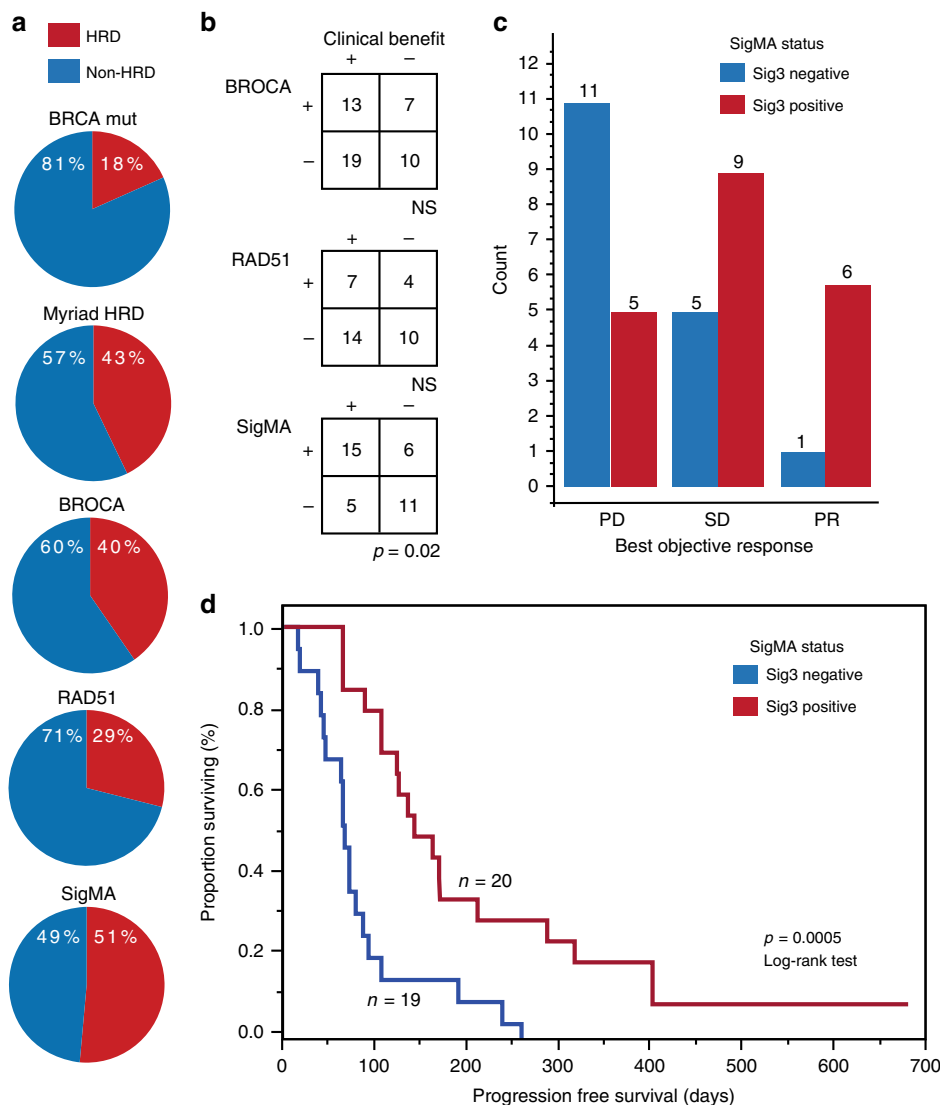 a
HRD
Non-HRD
BRCA mut
81% 18%
Myriad HRD
57% 43%
BROCA
60% 40%
RAD51
71% 29%
SigMA
49% 51%
b
Clinical benefit
+ –
BROCA
+ 13 7
– 19 10
NS
+ –
RAD51
+ 7 4
– 14 10
NS
+ –
SigMA
+ 15 6
– 5 11
p = 0.02
c
SigMA status
Sig3 negative
Sig3 positive
Count
12
11
10
9
8
7
6
5
4
3
2
1
0
11
5
5
9
1
6
PD SD PR
Best objective response
d
SigMA status
Sig3 negative
Sig3 positive
Proportion surviving (%)
1.0
0.8
0.6
0.4
0.2
0.0
n = 20
n = 19
p = 0.0005
Log-rank test
0 100 200 300 400 500 600 700
Progression free survival (days)